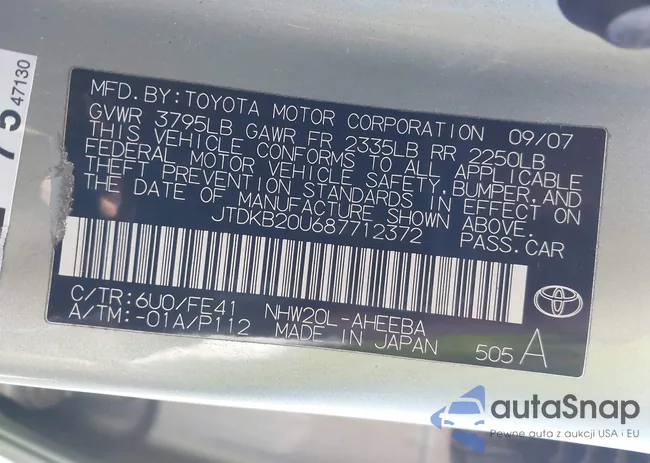 MFD.BY:TOYOTA MOTOR CORPORATION 09/07
GVWR 3795LB GAWR FR 2335LB RR 2250LB
THIS VEHICLE CONFORMS TO ALL APPLICABLE
FEDERAL MOTOR VEHICLE SAFETY,BUMPER,AND
THEFT PREVENTION STANDARDS IN EFFECT ON
THE DATE OF MANUFACTURE SHOWN ABOVE.
JTDKB20U687712372 PASS.CAR
C/TR:6U0/FE41 NHW20L-AHEEBA
A/TM:-01A/P112 MADE IN JAPAN 505 A
47130
autaSnap
Pewne auta z aukcji USA i EU